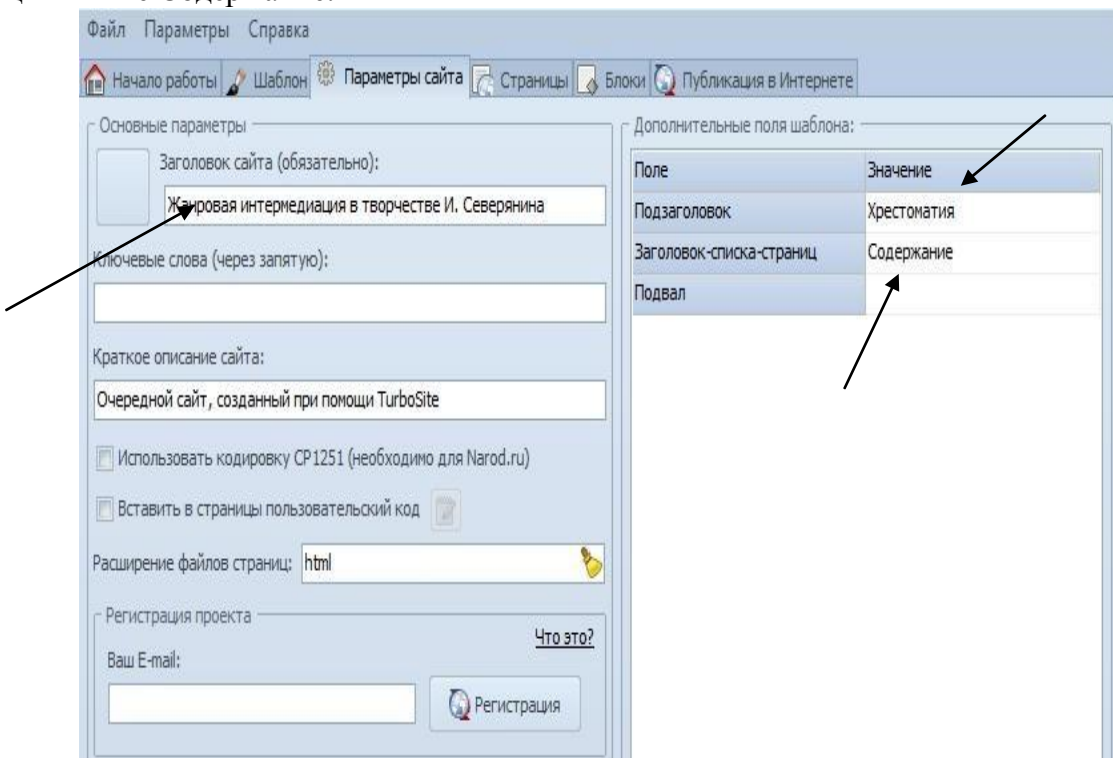 Файл Параметры Справка
Начало работы Шаблон Параметры сайта Страницы Блоки Публикация в Интернете
Основные параметры
Заголовок сайта (обязательно):
Жанровая интермедиация в творчестве И. Северянина
Ключевые слова (через запятую):
Краткое описание сайта:
Очередной сайт, созданный при помощи TurboSite
Использовать кодировку CP1251 (необходимо для Narod.ru)
Вставить в страницы пользовательский код
Расширение файлов страниц: html
Регистрация проекта
Что это?
Ваш E-mail:
Регистрация
Дополнительные поля шаблона:
Поле Значение
Подзаголовок Хрестоматия
Заголовок-списка-страниц Содержание
Подвал